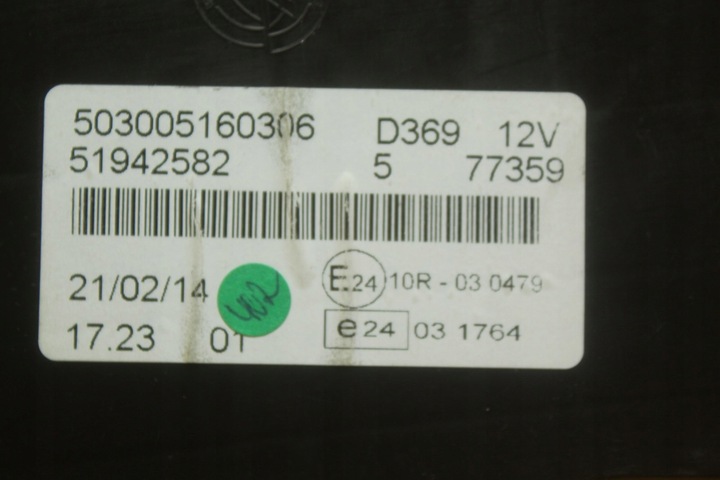 503005160306 D369 12V
51942582 5 77359
21/02/14 402 E24 10R - 03 0479
17.23 01 e24 03 1764